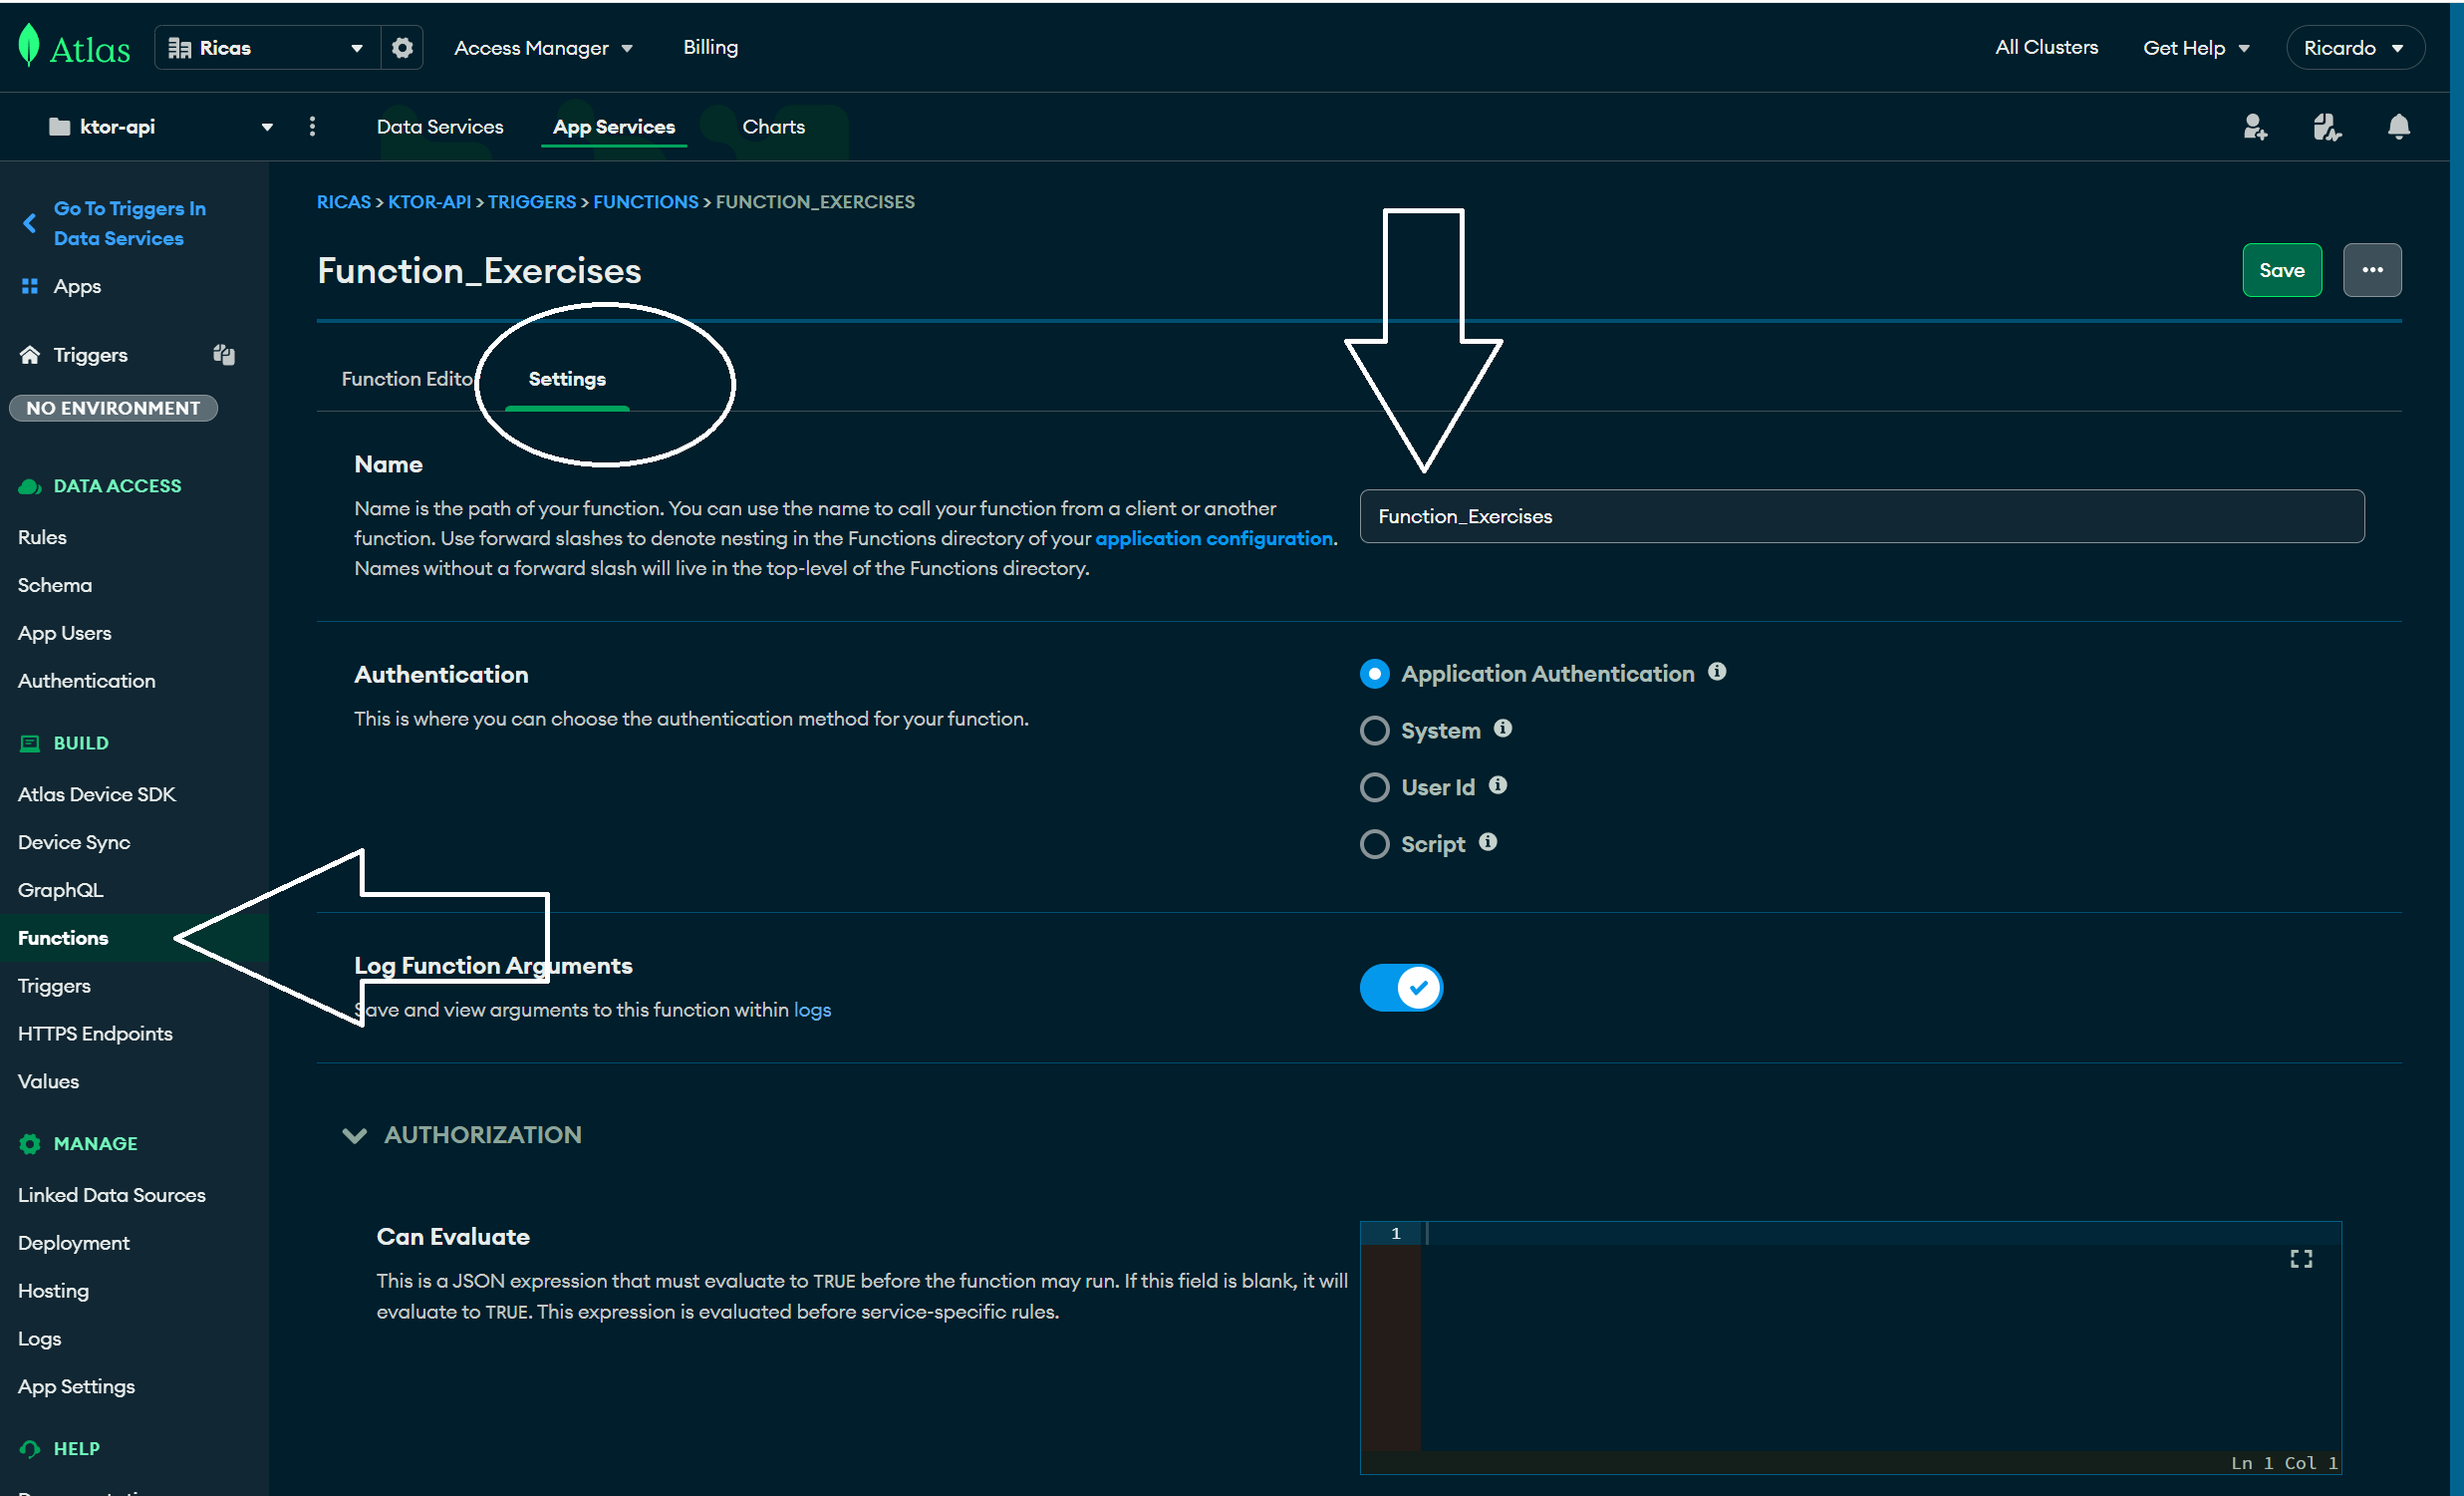 Atlas
Ricas
Access Manager
Billing
All Clusters
Get Help
Ricardo
ktor-api
Data Services
App Services
Charts
Go To Triggers In
Data Services
Apps
Triggers
NO ENVIRONMENT
DATA ACCESS
Rules
Schema
App Users
Authentication
BUILD
Atlas Device SDK
Device Sync
GraphQL
Functions
Triggers
HTTPS Endpoints
Values
MANAGE
Linked Data Sources
Deployment
Hosting
Logs
App Settings
HELP
RICAS > KTOR-API > TRIGGERS > FUNCTIONS > FUNCTION_EXERCISES
Function_Exercises
Save
Function Edito
Settings
Name
Name is the path of your function. You can use the name to call your function from a client or another
function. Use forward slashes to denote nesting in the Functions directory of your application configuration.
Names without a forward slash will live in the top-level of the Functions directory.
Function_Exercises
Authentication
This is where you can choose the authentication method for your function.
Application Authentication
System
User Id
Script
Log Function Arguments
Save and view arguments to this function within logs
AUTHORIZATION
Can Evaluate
This is a JSON expression that must evaluate to TRUE before the function may run. If this field is blank, it will
evaluate to TRUE. This expression is evaluated before service-specific rules.
1
Ln 1 Col 1